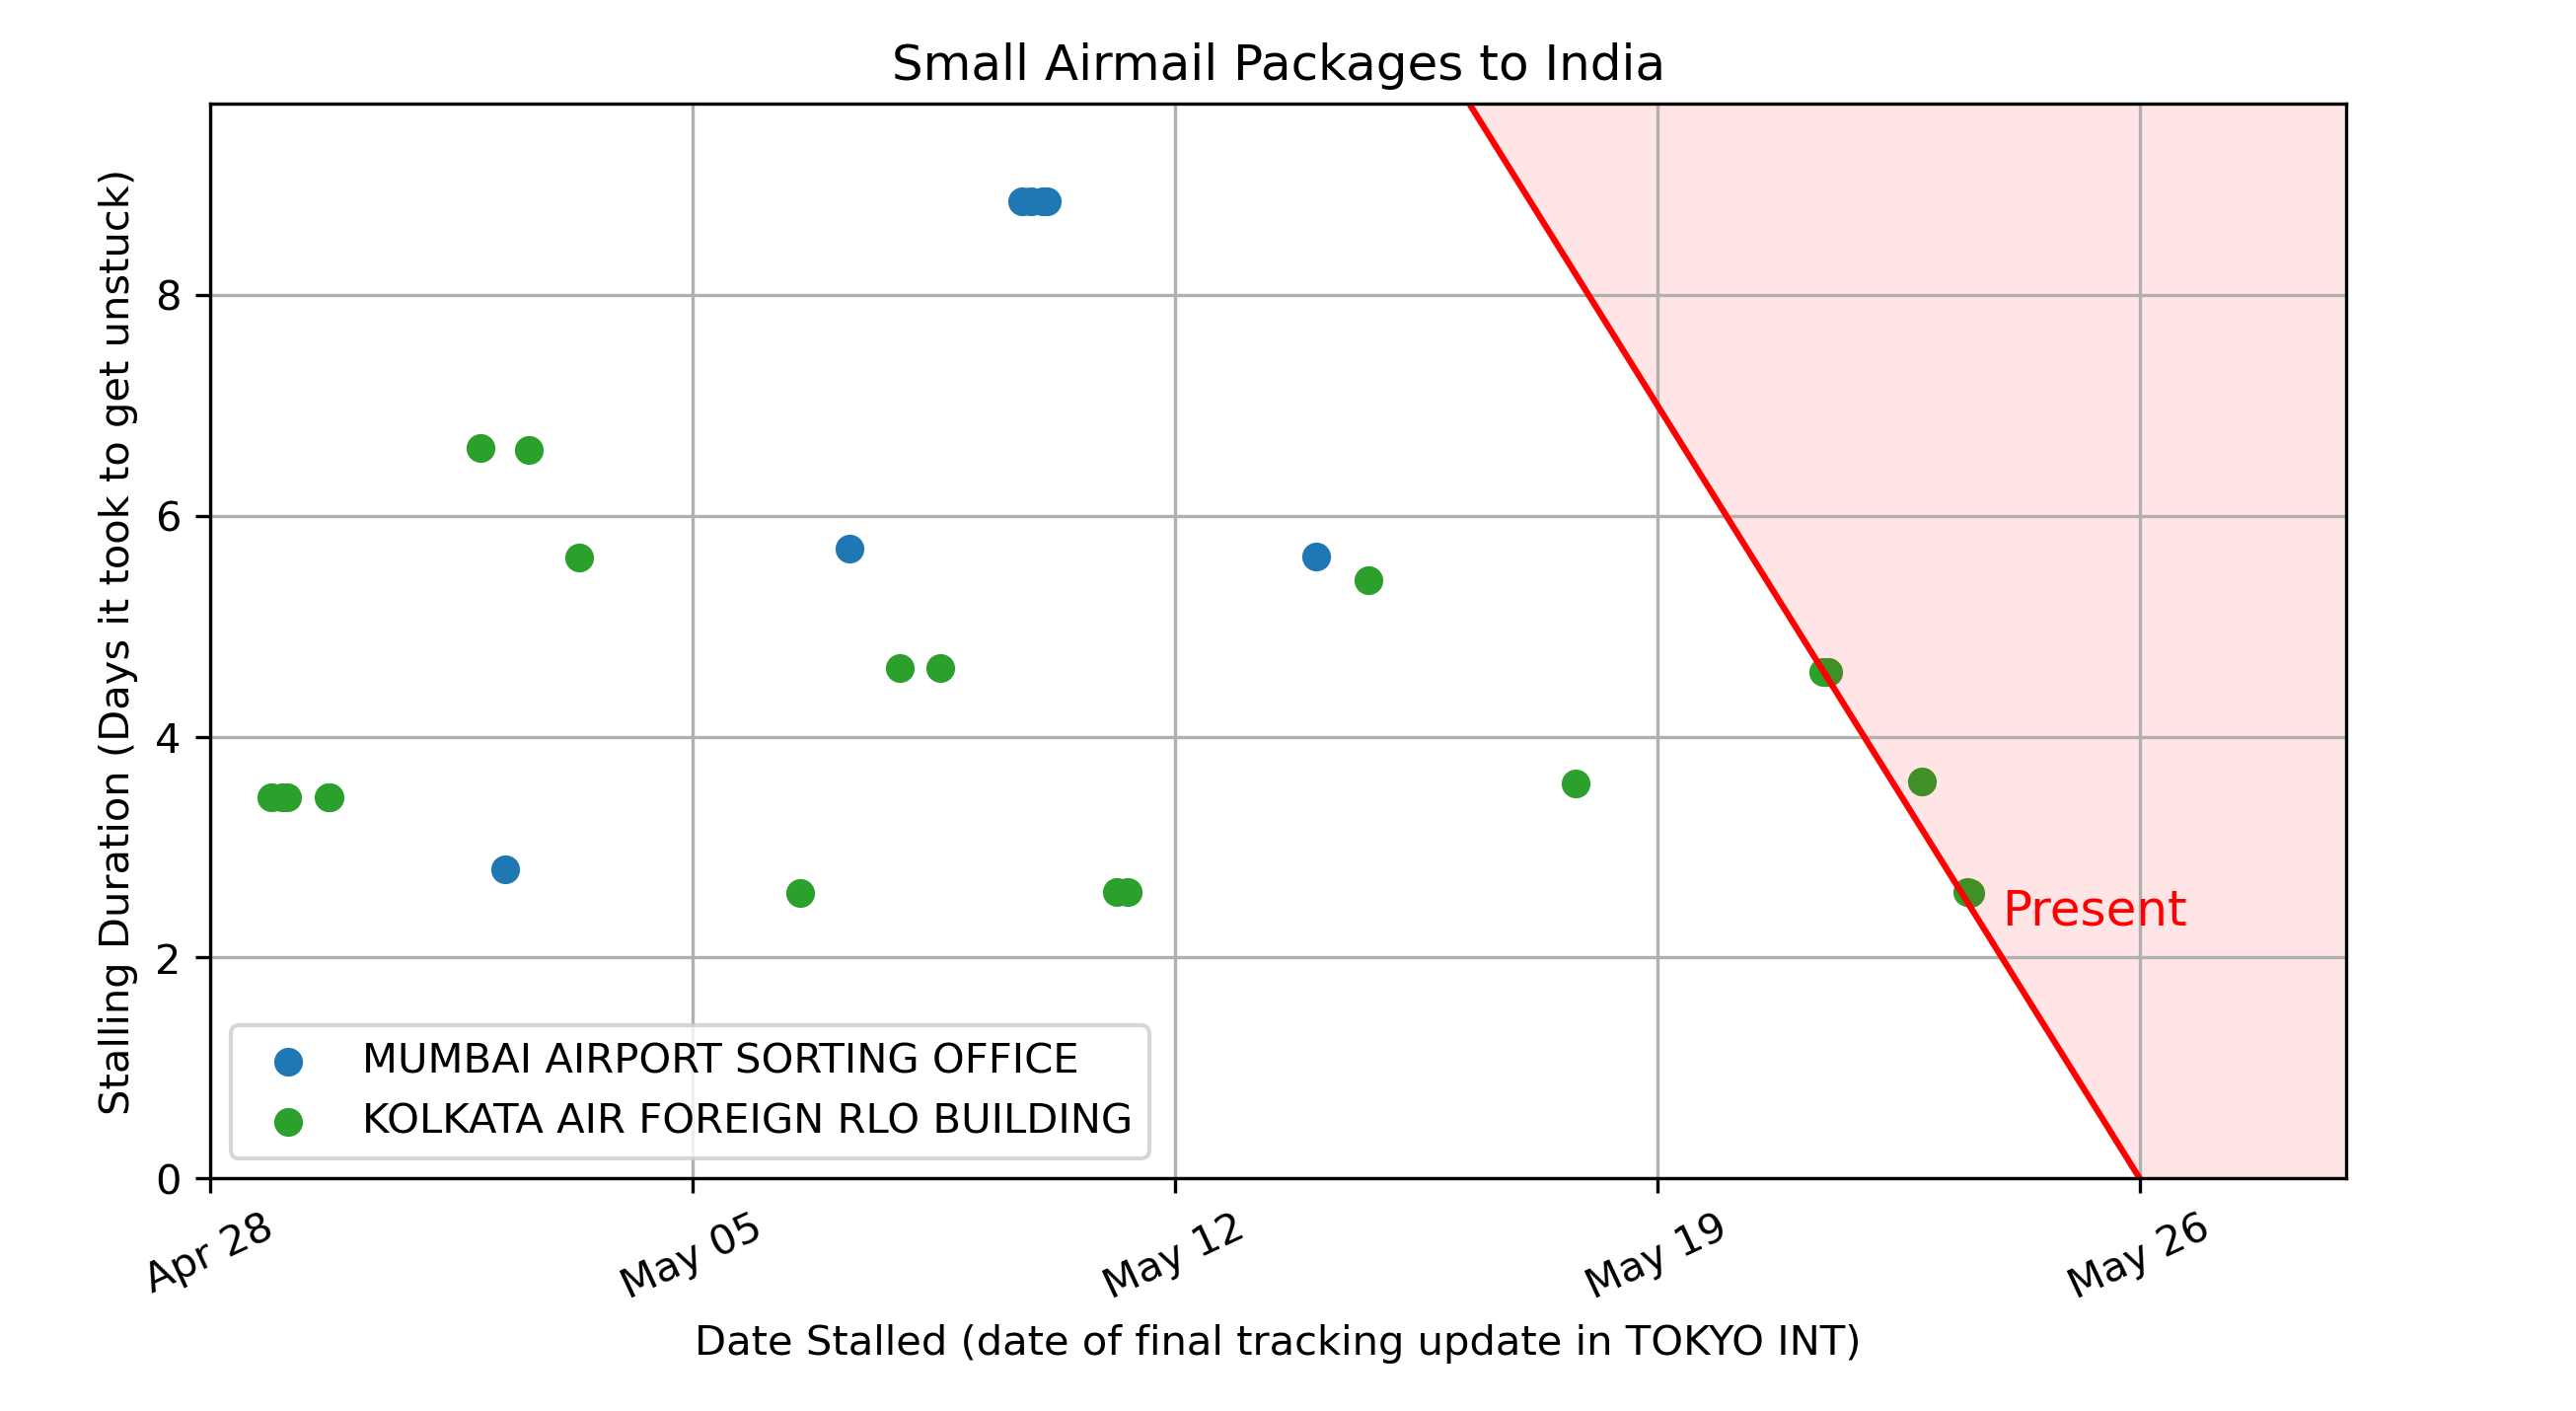 Small Airmail Packages to India
Stalling Duration (Days it took to get unstuck)
8
6
4
2
0
Present
MUMBAI AIRPORT SORTING OFFICE
KOLKATA AIR FOREIGN RLO BUILDING
Apr 28
May 05
May 12
May 19
May 26
Date Stalled (date of final tracking update in TOKYO INT)